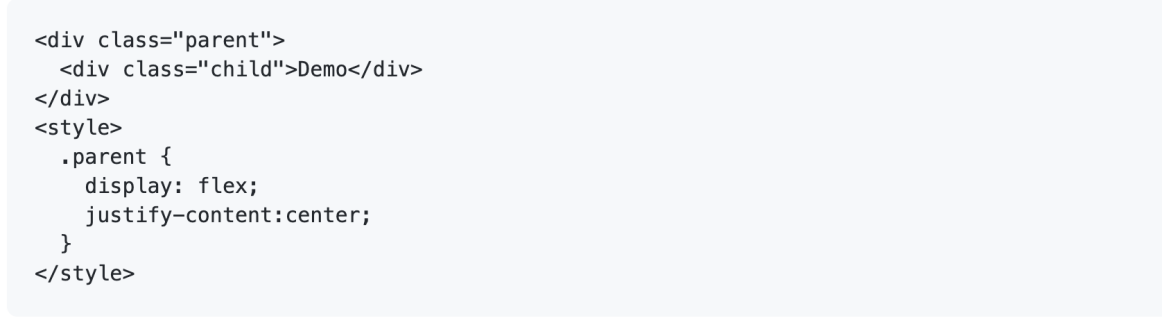 <div class="parent">
  <div class="child">Demo</div>
</div>
<style>
  .parent {
    display: flex;
    justify-content:center;
  }
</style>